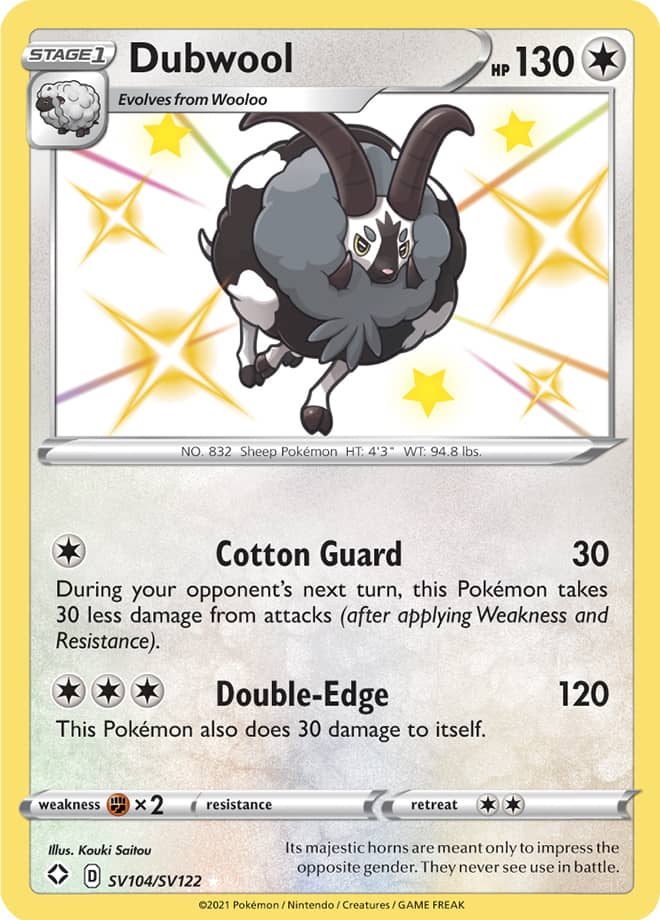 STAGE 1 Dubwool HP 130
Evolves from Wooloo
NO. 832 Sheep Pokémon HT: 4'3" WT: 94.8 lbs.
Cotton Guard 30
During your opponent's next turn, this Pokémon takes
30 less damage from attacks (after applying Weakness and
Resistance).
Double-Edge 120
This Pokémon also does 30 damage to itself.
weakness ×2 resistance retreat
Illus. Kouki Saitou
Its majestic horns are meant only to impress the
opposite gender. They never see use in battle.
D SV104/SV122
©2021 Pokémon / Nintendo / Creatures / GAME FREAK